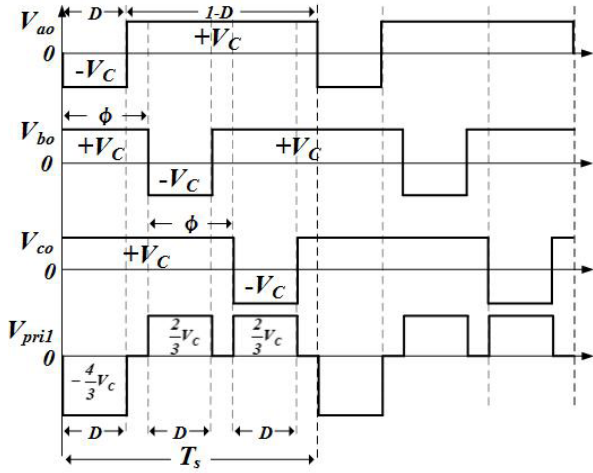 D 1-D
V_ao +V_C
0
-V_C
ϕ
V_bo +V_C +V_C
0
-V_C
ϕ
V_co +V_C
0
-V_C
V_pri1 2/3 V_C 2/3 V_C
0
-4/3 V_C
D D D
T_s